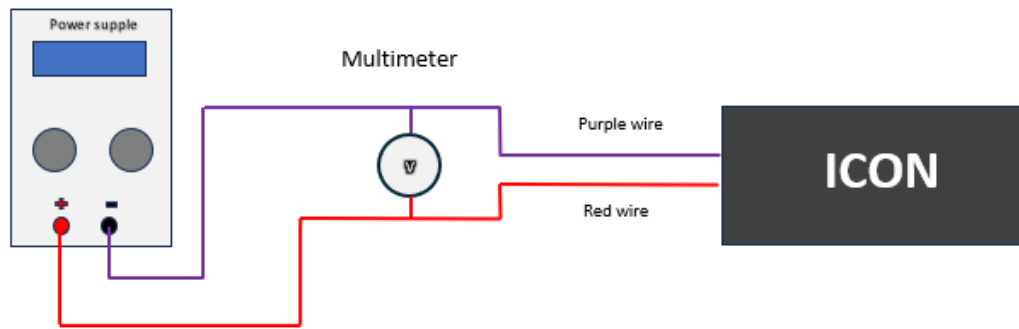 Power supple
Multimeter
+ -
V
Purple wire
Red wire
ICON